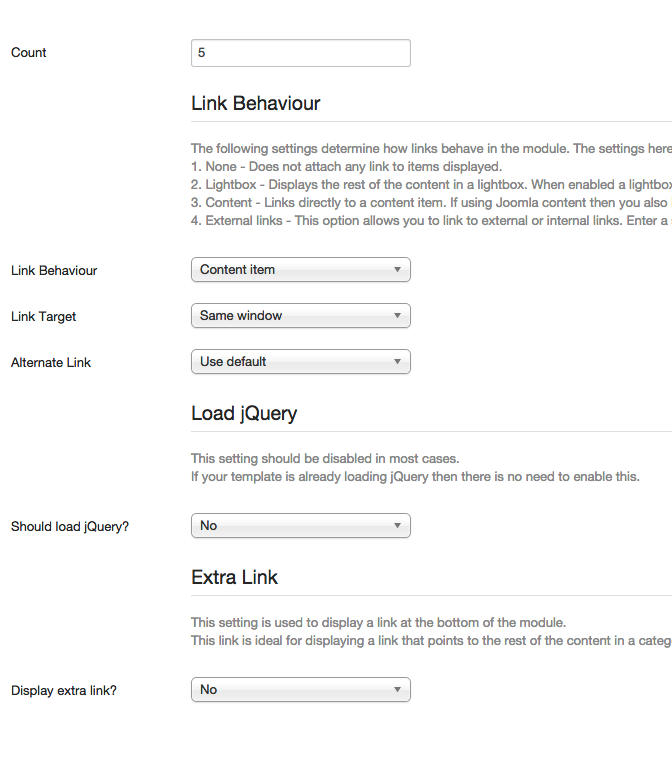 Count
5
Link Behaviour
The following settings determine how links behave in the module. The settings here
1. None - Does not attach any link to items displayed.
2. Lightbox - Displays the rest of the content in a lightbox. When enabled a lightbox
3. Content - Links directly to a content item. If using Joomla content then you also
4. External links - This option allows you to link to external or internal links. Enter a
Link Behaviour
Content item
Link Target
Same window
Alternate Link
Use default
Load jQuery
This setting should be disabled in most cases.
If your template is already loading jQuery then there is no need to enable this.
Should load jQuery?
No
Extra Link
This setting is used to display a link at the bottom of the module.
This link is ideal for displaying a link that points to the rest of the content in a categ
Display extra link?
No